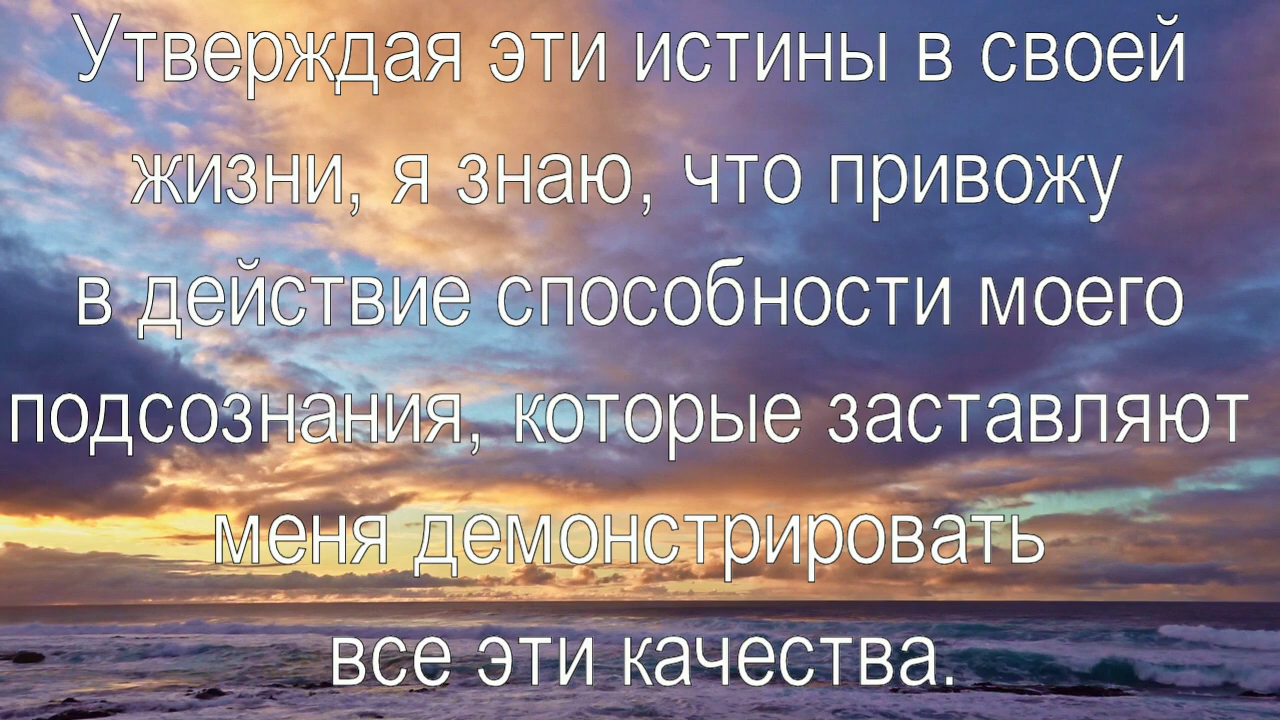 Утверждая эти истины в своей
жизни, я знаю, что привожу
в действие способности моего
подсознания, которые заставляют
меня демонстрировать
все эти качества.